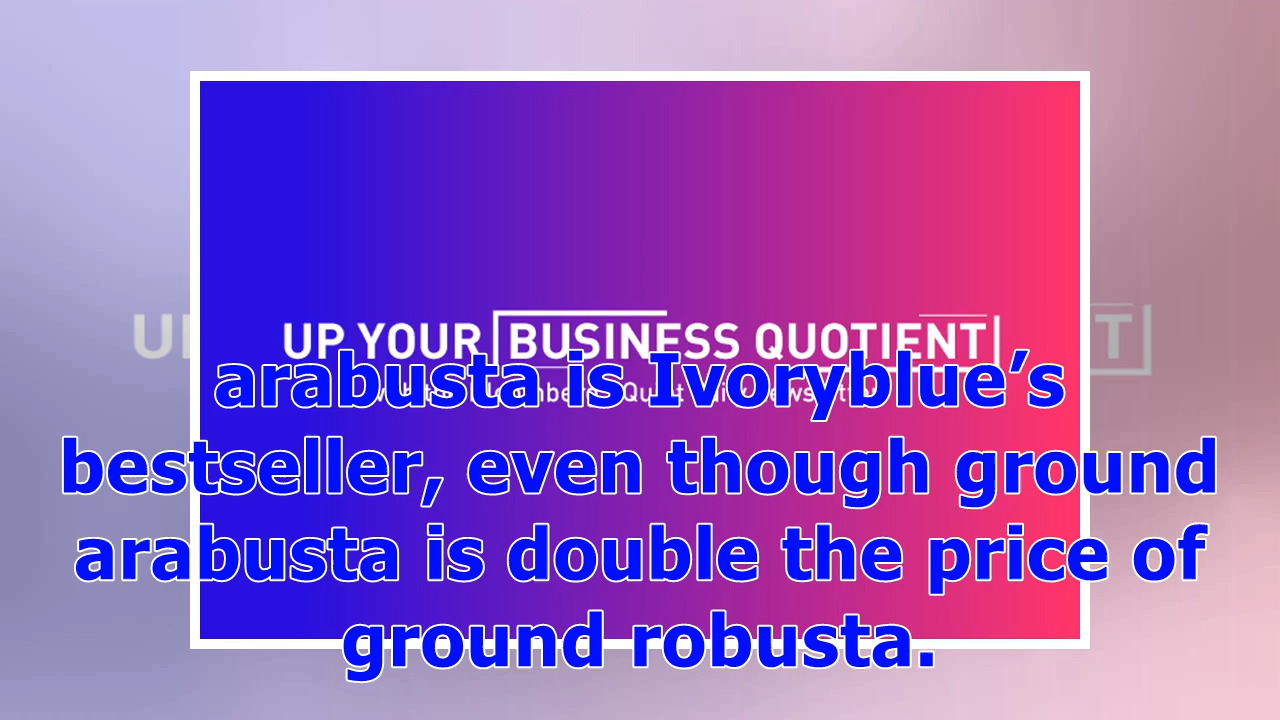 UP YOUR BUSINESS QUOTIENT
arabusta is Ivoryblue’s
bestseller, even though ground
arabusta is double the price of
ground robusta.